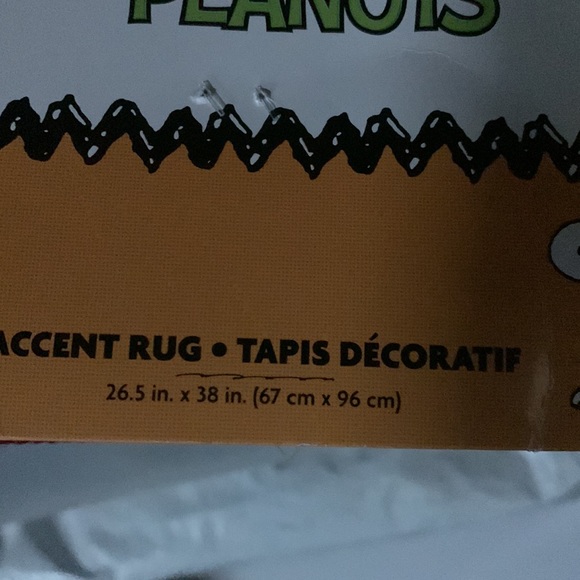 PEANUTS
ACCENT RUG • TAPIS DÉCORATIF
26.5 in. x 38 in. (67 cm x 96 cm)